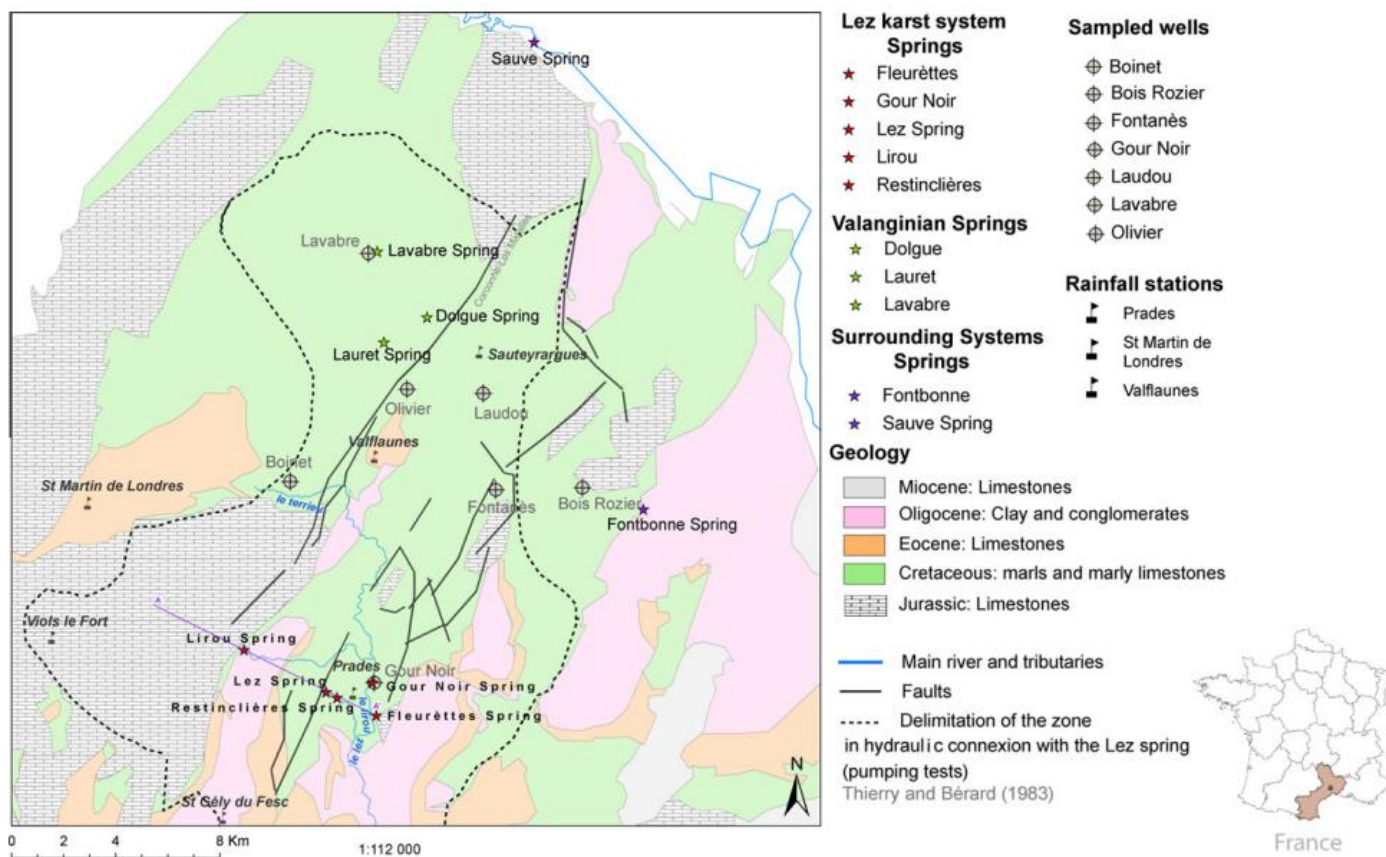 Sauve Spring
Lavabre
Lavabre Spring
Corconne-Les Matelles
Dolgue Spring
Lauret Spring
Sauteyrargues
Olivier
Laudou
Valflaunes
Boinet
St Martin de Londres
le terrieu
Fontanès
Bois Rozier
Fontbonne Spring
A
Viols le Fort
Lirou Spring
Prades
Gour Noir
Lez Spring
Gour Noir Spring
Restinclières Spring
Fleurèttes Spring
le lirou
le lez
St Gély du Fesc
N
0 2 4 8 Km
1:112 000
Lez karst system
Springs
Fleurèttes
Gour Noir
Lez Spring
Lirou
Restinclières
Valanginian Springs
Dolgue
Lauret
Lavabre
Surrounding Systems
Springs
Fontbonne
Sauve Spring
Sampled wells
Boinet
Bois Rozier
Fontanès
Gour Noir
Laudou
Lavabre
Olivier
Rainfall stations
Prades
St Martin de
Londres
Valflaunes
Geology
Miocene: Limestones
Oligocene: Clay and conglomerates
Eocene: Limestones
Cretaceous: marls and marly limestones
Jurassic: Limestones
Main river and tributaries
Faults
Delimitation of the zone
in hydraulic connexion with the Lez spring
(pumping tests)
Thierry and Bérard (1983)
France